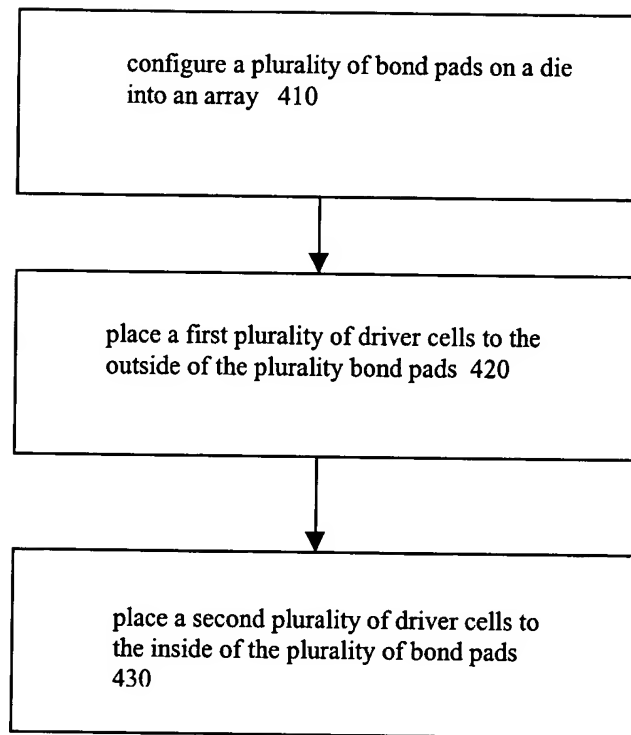 configure a plurality of bond pads on a die
into an array 410
place a first plurality of driver cells to the
outside of the plurality bond pads 420
place a second plurality of driver cells to
the inside of the plurality of bond pads
430